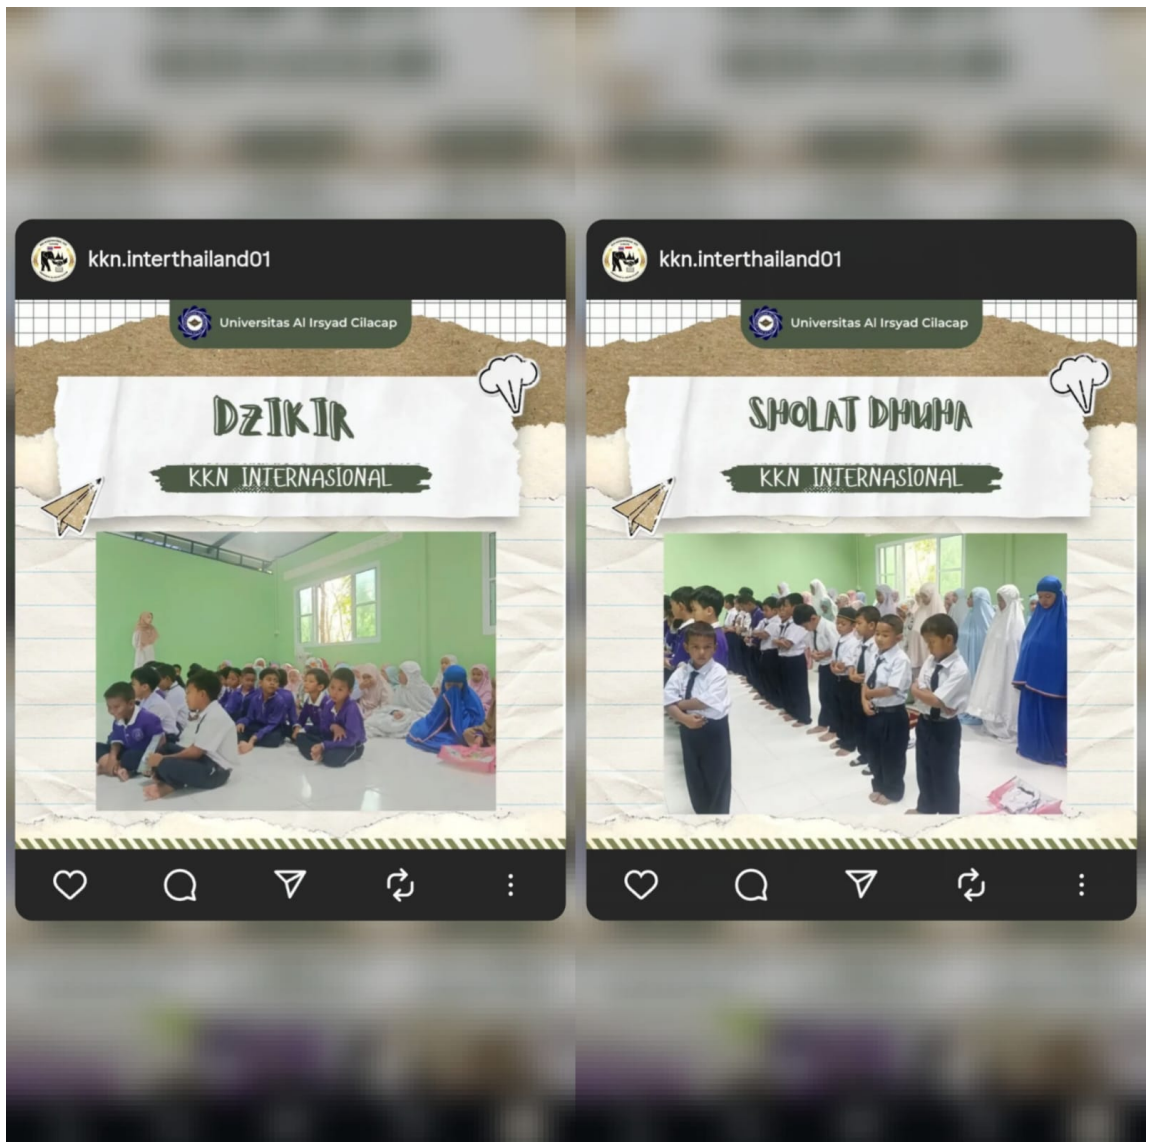 kkn.interthailand01
Universitas Al Irsyad Cilacap
DZIKIR
KKN INTERNASIONAL
kkn.interthailand01
Universitas Al Irsyad Cilacap
SHOLAT DHUHA
KKN INTERNASIONAL